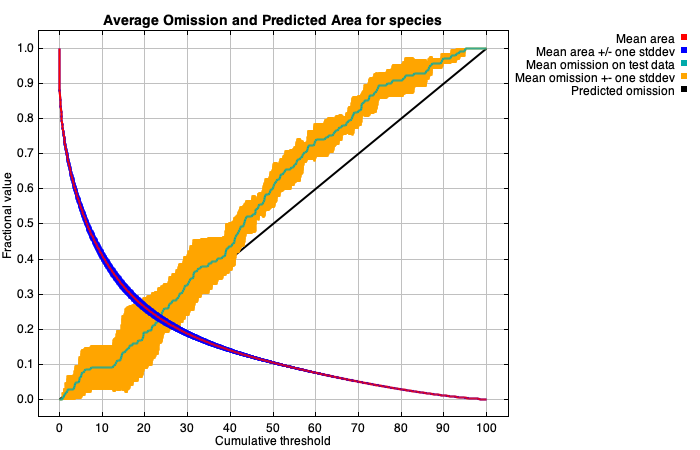 Average Omission and Predicted Area for species
Mean area
Mean area +/- one stddev
Mean omission on test data
Mean omission +- one stddev
Predicted omission
Fractional value
1.0
0.9
0.8
0.7
0.6
0.5
0.4
0.3
0.2
0.1
0.0
0 10 20 30 40 50 60 70 80 90 100
Cumulative threshold